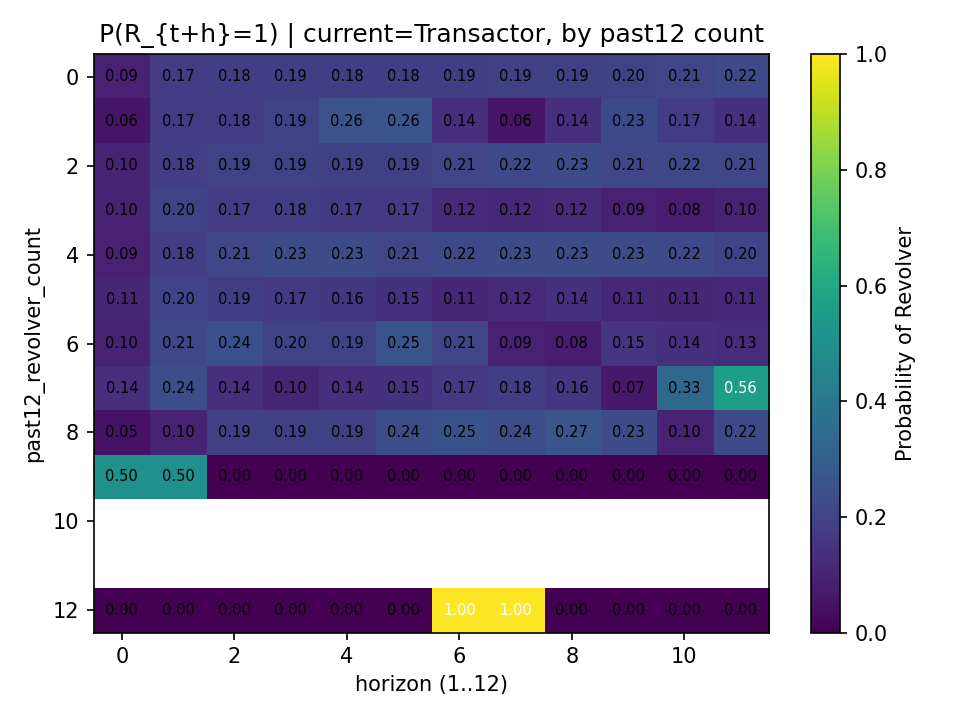 P(R_{t+h}=1) | current=Transactor, by past12 count
0 0.09 0.17 0.18 0.19 0.18 0.18 0.19 0.19 0.19 0.20 0.21 0.22
0.06 0.17 0.18 0.19 0.26 0.26 0.14 0.06 0.14 0.23 0.17 0.14
2 0.10 0.18 0.19 0.19 0.19 0.19 0.21 0.22 0.23 0.21 0.22 0.21
0.10 0.20 0.17 0.18 0.17 0.17 0.12 0.12 0.12 0.09 0.08 0.10
4 0.09 0.18 0.21 0.23 0.23 0.21 0.22 0.23 0.23 0.23 0.22 0.20
0.11 0.20 0.19 0.17 0.16 0.15 0.11 0.12 0.14 0.11 0.11 0.11
6 0.10 0.21 0.24 0.20 0.19 0.25 0.21 0.09 0.08 0.15 0.14 0.13
0.14 0.24 0.14 0.10 0.14 0.15 0.17 0.18 0.16 0.07 0.33 0.56
8 0.05 0.10 0.19 0.19 0.19 0.24 0.25 0.24 0.27 0.23 0.10 0.22
0.50 0.50 0.00 0.00 0.00 0.00 0.00 0.00 0.00 0.00 0.00 0.00
10
12 0.00 0.00 0.00 0.00 0.00 0.00 1.00 1.00 0.00 0.00 0.00 0.00
0 2 4 6 8 10
horizon (1..12)
past12_revolver_count
1.0
0.8
0.6
0.4
0.2
0.0
Probability of Revolver